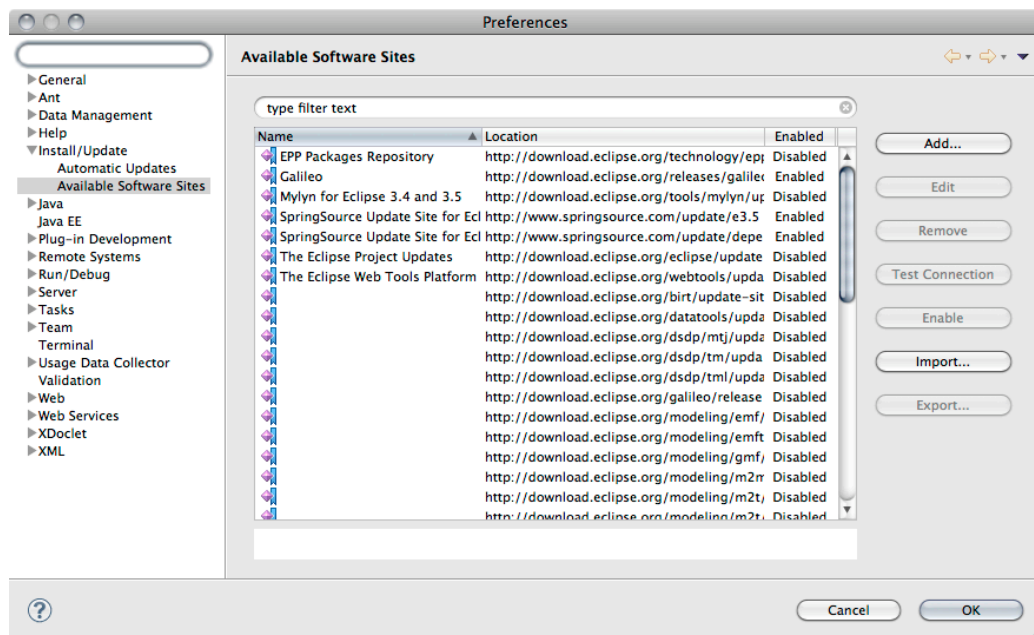 Preferences
General
Ant
Data Management
Help
Install/Update
Automatic Updates
Available Software Sites
Java
Java EE
Plug-in Development
Remote Systems
Run/Debug
Server
Tasks
Team
Terminal
Usage Data Collector
Validation
Web
Web Services
XDoclet
XML
Available Software Sites
type filter text
Name Location Enabled
EPP Packages Repository http://download.eclipse.org/technology/epp Disabled
Galileo http://download.eclipse.org/releases/galileo Enabled
Mylyn for Eclipse 3.4 and 3.5 http://download.eclipse.org/tools/mylyn/up Disabled
SpringSource Update Site for Ecl http://www.springsource.com/update/e3.5 Enabled
SpringSource Update Site for Ecl http://www.springsource.com/update/depe Enabled
The Eclipse Project Updates http://download.eclipse.org/eclipse/update Disabled
The Eclipse Web Tools Platform http://download.eclipse.org/webtools/upda Disabled
http://download.eclipse.org/birt/update-sit Disabled
http://download.eclipse.org/datatools/upda Disabled
http://download.eclipse.org/dsdp/mtj/upda Disabled
http://download.eclipse.org/dsdp/tm/upda Disabled
http://download.eclipse.org/dsdp/tml/upda Disabled
http://download.eclipse.org/galileo/release Disabled
http://download.eclipse.org/modeling/emf/ Disabled
http://download.eclipse.org/modeling/emft Disabled
http://download.eclipse.org/modeling/gmf/ Disabled
http://download.eclipse.org/modeling/m2m Disabled
http://download.eclipse.org/modeling/m2t/ Disabled
http://download.eclipse.org/modeling/m2t/ Disabled
Add...
Edit
Remove
Test Connection
Enable
Import...
Export...
?
Cancel
OK